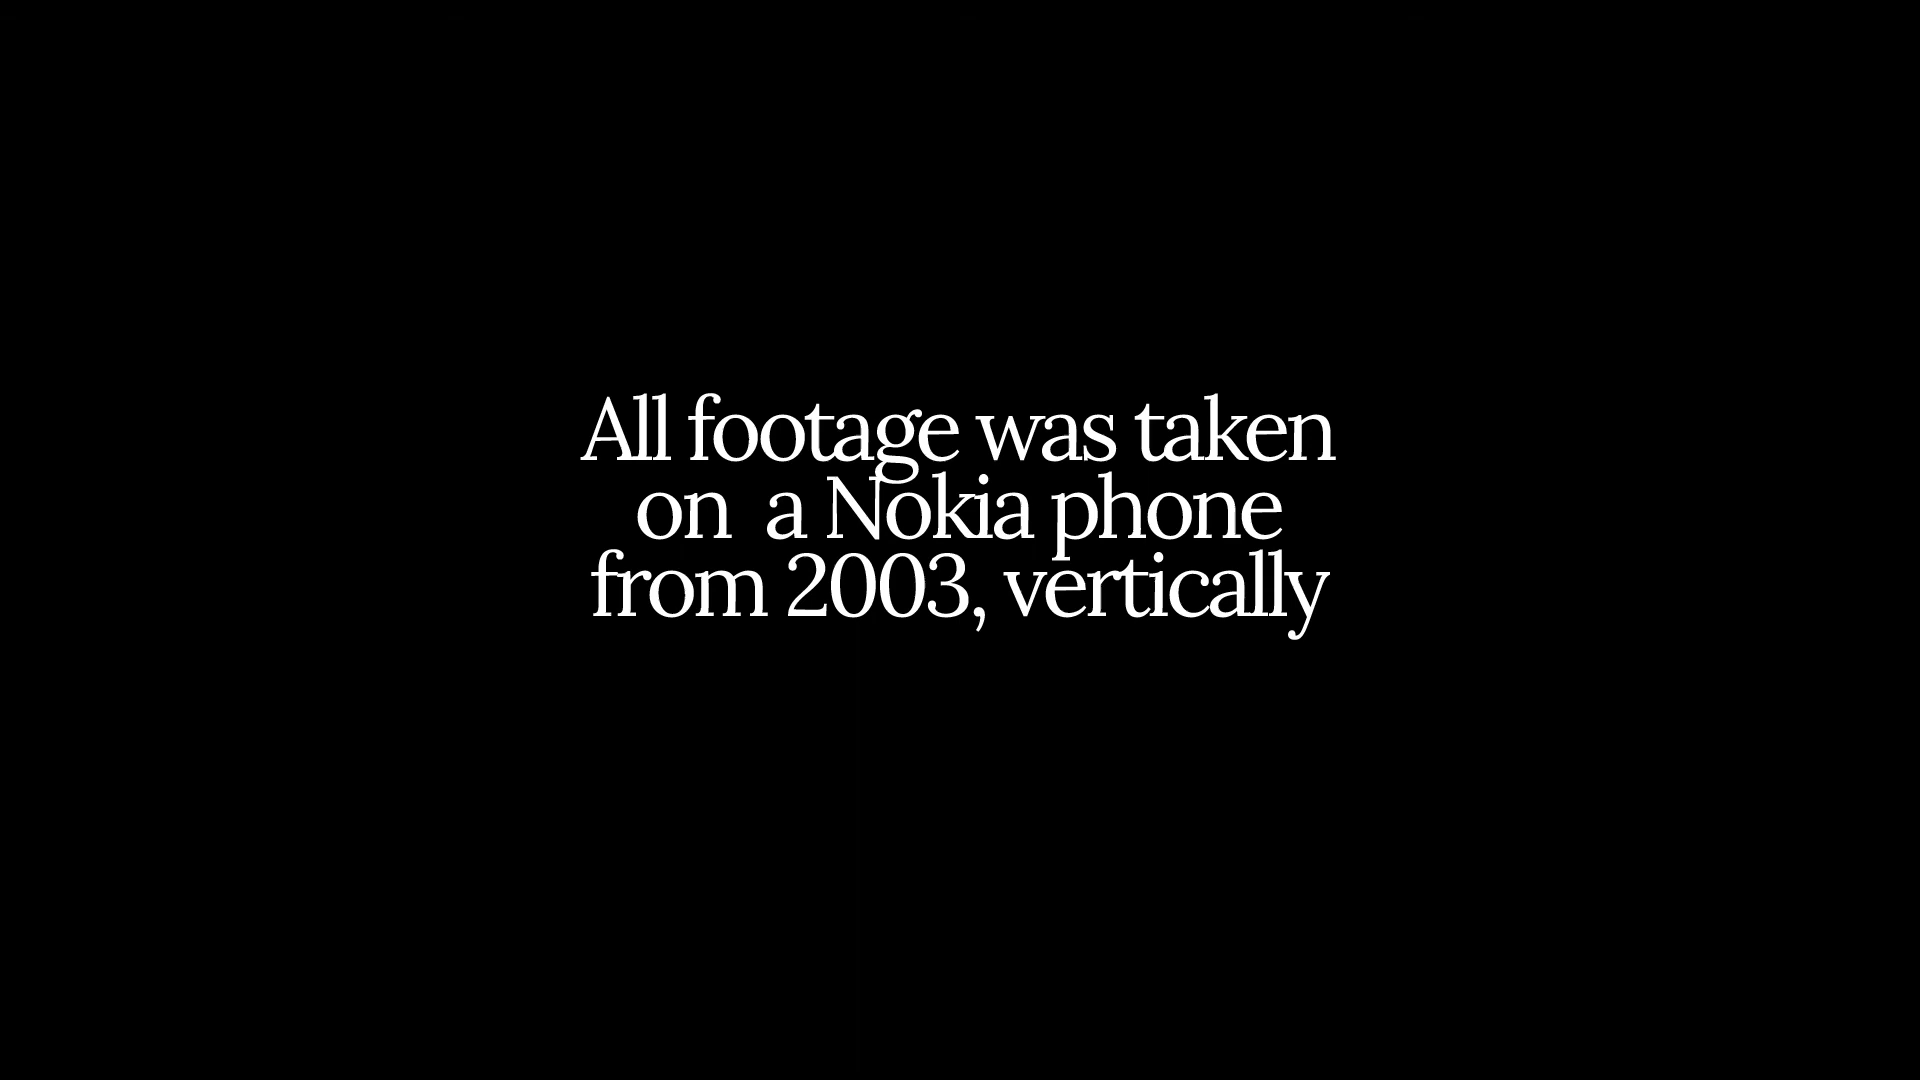 All footage was taken
on  a Nokia phone
from 2003, vertically